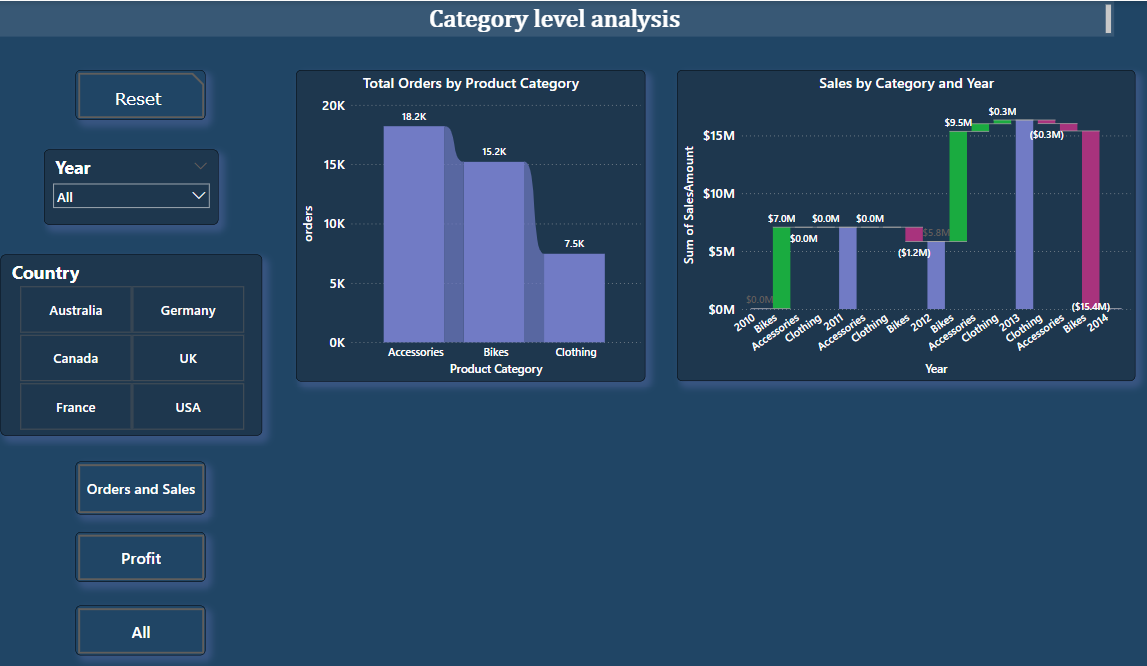 Category level analysis
Reset
Year
All
Country
Australia
Germany
Canada
UK
France
USA
Orders and Sales
Profit
All
Total Orders by Product Category
20K
15K
10K
5K
0K
orders
18.2K
15.2K
7.5K
Accessories
Bikes
Clothing
Product Category
Sales by Category and Year
Sum of SalesAmount
$15M
$10M
$5M
$0M
$0.0M
$7.0M
$0.0M
$0.0M
$0.0M
($1.2M)
$5.8M
$9.5M
$0.3M
($0.3M)
($15.4M)
2010
Bikes
Accessories
Clothing
2011
Accessories
Clothing
Bikes
2012
Bikes
Accessories
Clothing
2013
Clothing
Accessories
Bikes
2014
Year